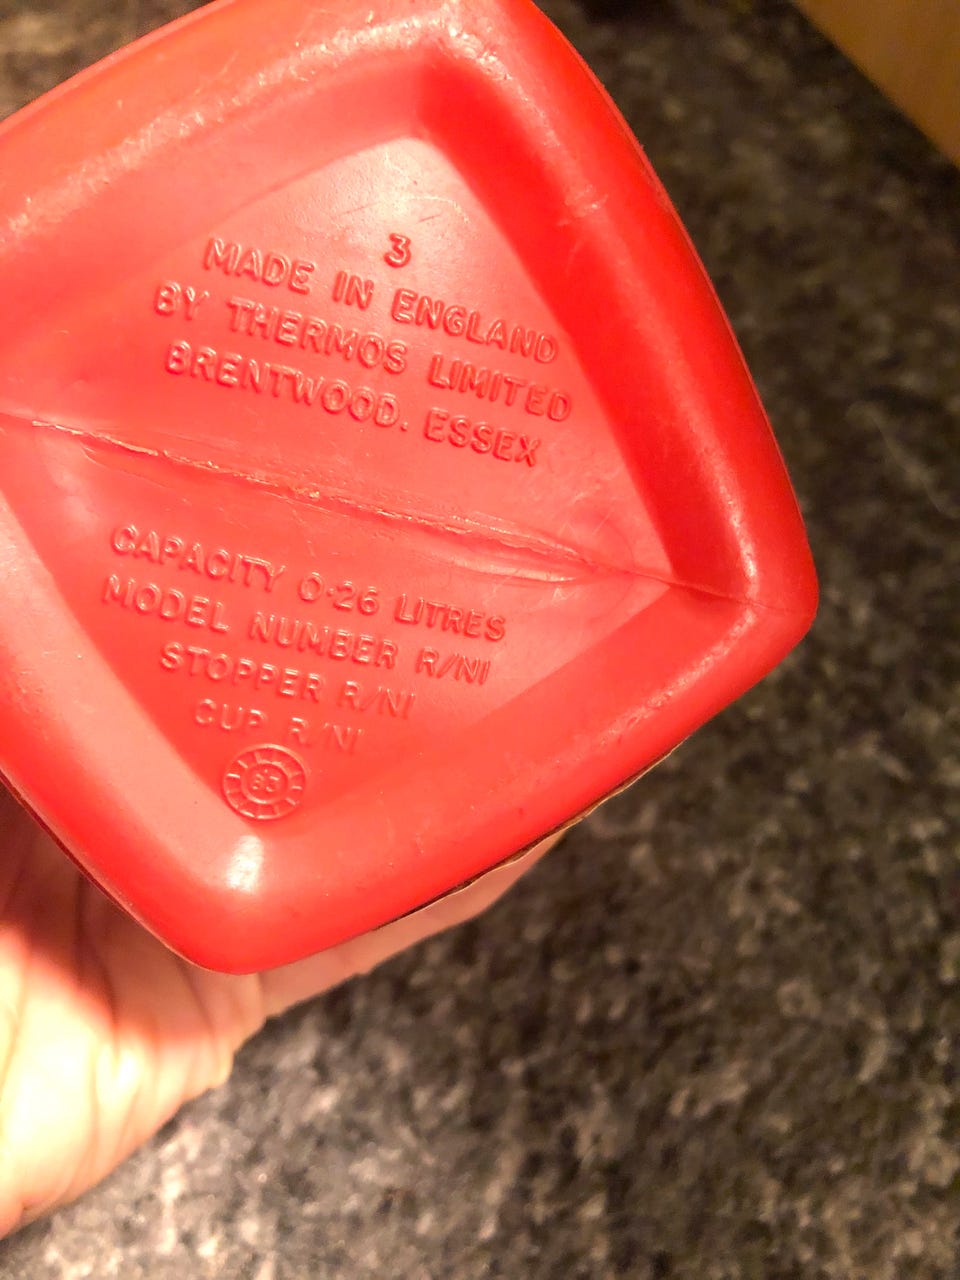 3
MADE IN ENGLAND
BY THERMOS LIMITED
BRENTWOOD. ESSEX
CAPACITY 0·26 LITRES
MODEL NUMBER R/NI
STOPPER R/NI
CUP R/NI